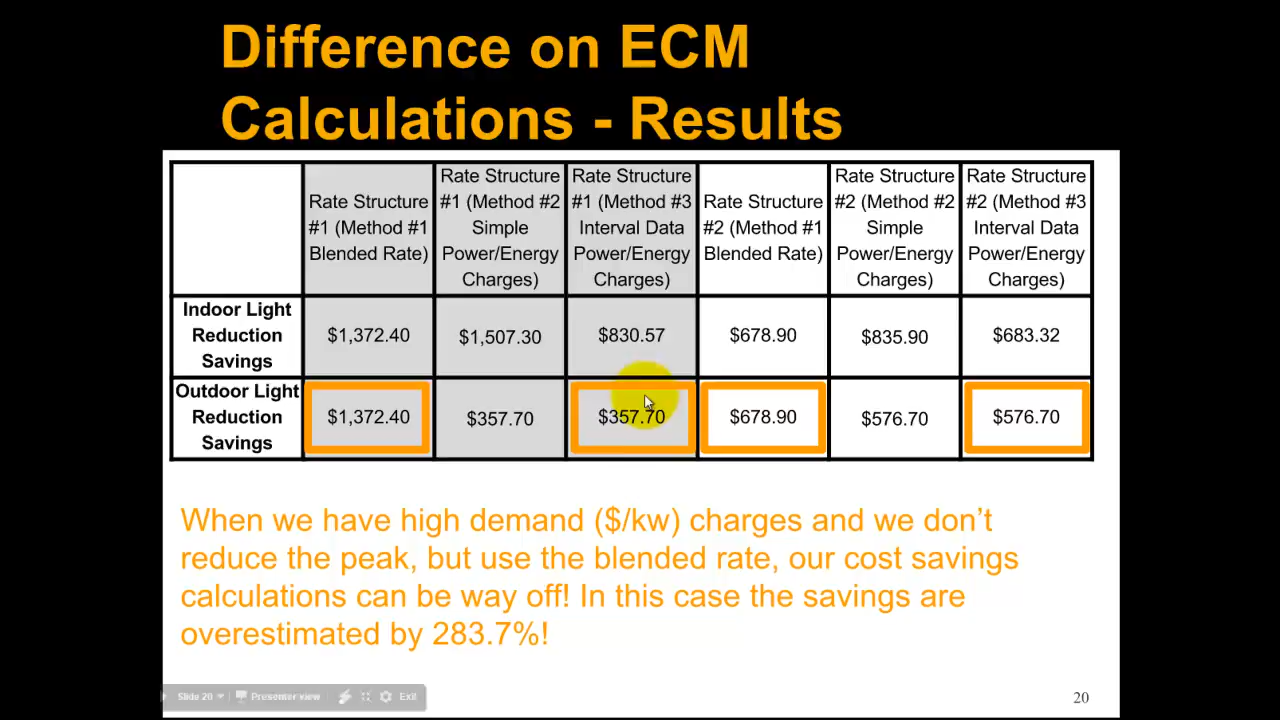 Difference on ECM
Calculations - Results
Rate Structure
#1 (Method #1
Blended Rate)
Rate Structure
#1 (Method #2
Simple
Power/Energy
Charges)
Rate Structure
#1 (Method #3
Interval Data
Power/Energy
Charges)
Rate Structure
#2 (Method #1
Blended Rate)
Rate Structure
#2 (Method #2
Simple
Power/Energy
Charges)
Rate Structure
#2 (Method #3
Interval Data
Power/Energy
Charges)
Indoor Light
Reduction
Savings
$1,372.40
$1,507.30
$830.57
$678.90
$835.90
$683.32
Outdoor Light
Reduction
Savings
$1,372.40
$357.70
$357.70
$678.90
$576.70
$576.70
When we have high demand ($/kw) charges and we don’t
reduce the peak, but use the blended rate, our cost savings
calculations can be way off! In this case the savings are
overestimated by 283.7%!
Slide 20
Presenter view
Exit
20